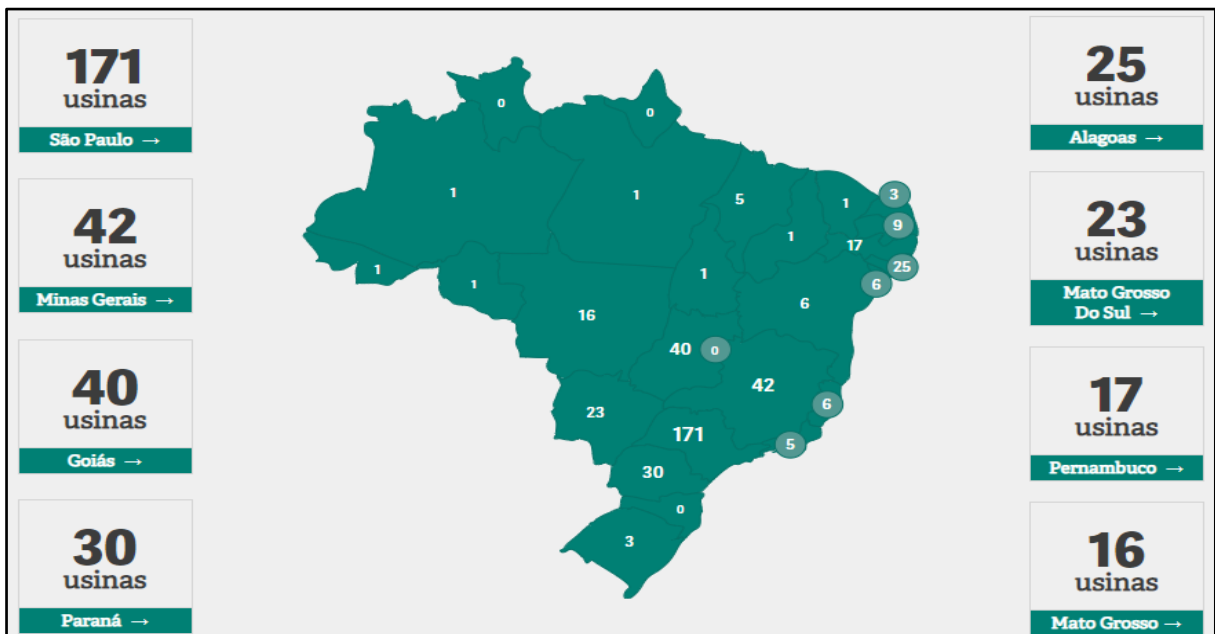 171
usinas
São Paulo →
42
usinas
Minas Gerais →
40
usinas
Goiás →
30
usinas
Paraná →
0
0
1
1
5
1
3
9
1
17
25
6
1
1
1
6
16
40
0
42
6
23
171
5
30
0
3
25
usinas
Alagoas →
23
usinas
Mato Grosso
Do Sul →
17
usinas
Pernambuco →
16
usinas
Mato Grosso →